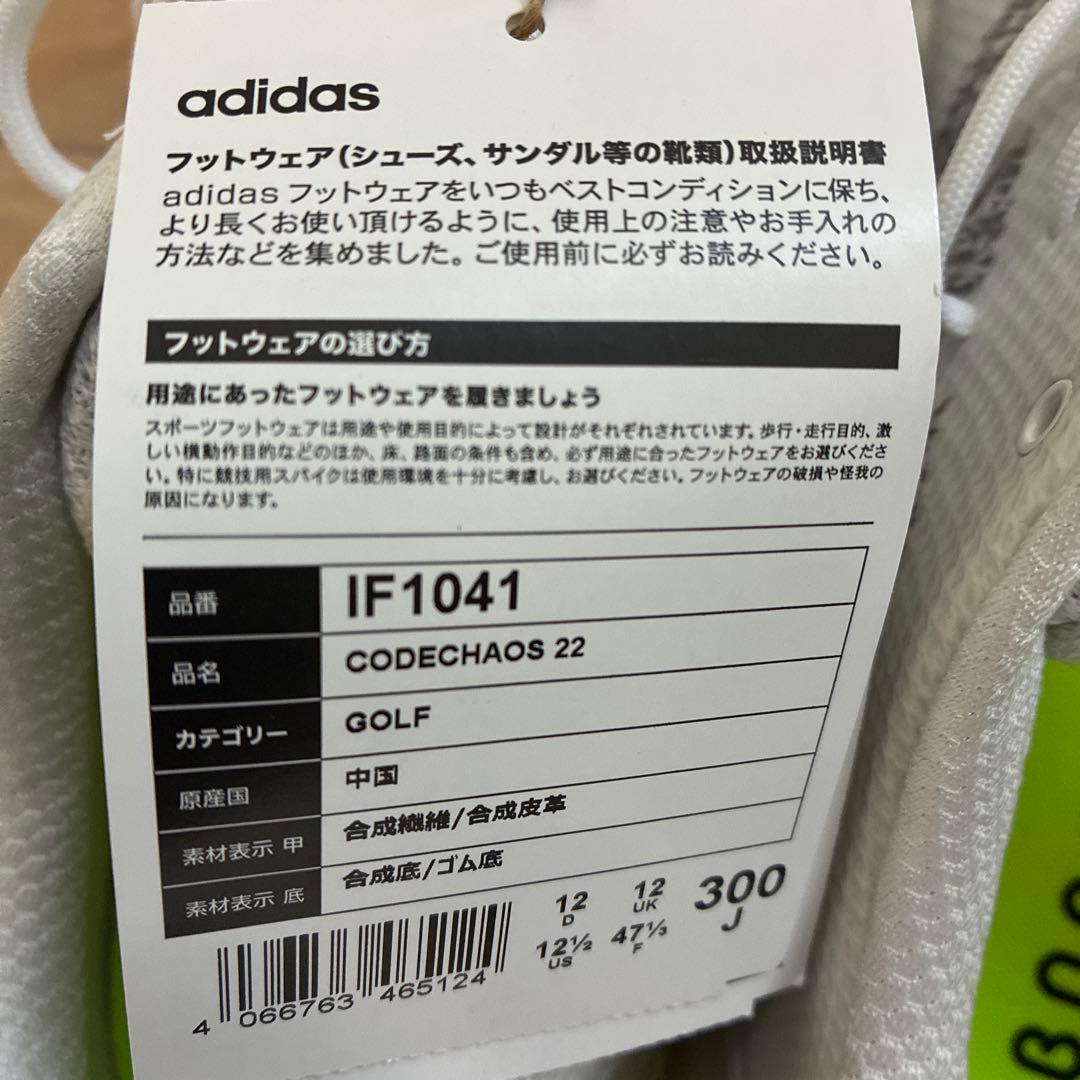 adidas
フットウェア(シューズ、サンダル等の靴類)取扱説明書
adidas フットウェアをいつもベストコンディションに保ち、
より長くお使い頂けるように、使用上の注意やお手入れの
方法などを集めました。ご使用前に必ずお読みください。
フットウェアの選び方
用途にあったフットウェアを履きましょう
スポーツフットウェアは用途や使用目的によって設計がそれぞれされています。歩行・走行目的、激
しい横動作目的などのほか、床、路面の条件も含め、必ず用途に合ったフットウェアをお選びくださ
い。特に競技用スパイクは使用環境を十分に考慮し、お選びください。フットウェアの破損や怪我の
原因になります。
品番 IF1041
品名 CODECHAOS 22
カテゴリー GOLF
原産国 中国
素材表示 甲 合成繊維/合成皮革
素材表示 底 合成底/ゴム底
12 D 12 UK 300 J
12½ US 47⅓ F
4 066763 465124